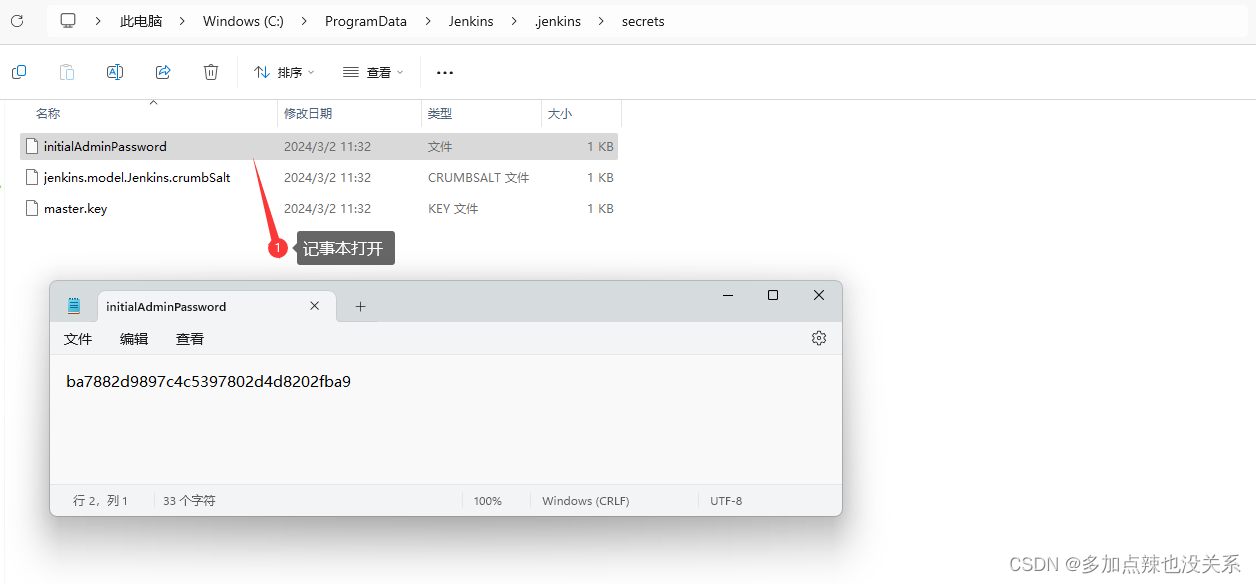 此电脑 > Windows (C:) > ProgramData > Jenkins > .jenkins > secrets
排序 查看 ...
名称 修改日期 类型 大小
initialAdminPassword 2024/3/2 11:32 文件 1 KB
jenkins.model.Jenkins.crumbSalt 2024/3/2 11:32 CRUMBSALT 文件 1 KB
master.key 2024/3/2 11:32 KEY 文件 1 KB
1 记事本打开
initialAdminPassword
文件 编辑 查看
ba7882d9897c4c5397802d4d8202fba9
行 2，列 1 33 个字符 100% Windows (CRLF) UTF-8
CSDN @多加点辣也没关系